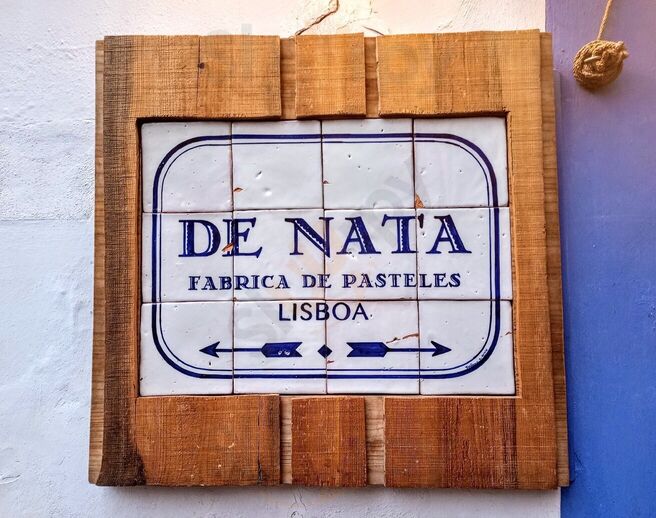 DE NATA
FABRICA DE PASTELES
LISBOA